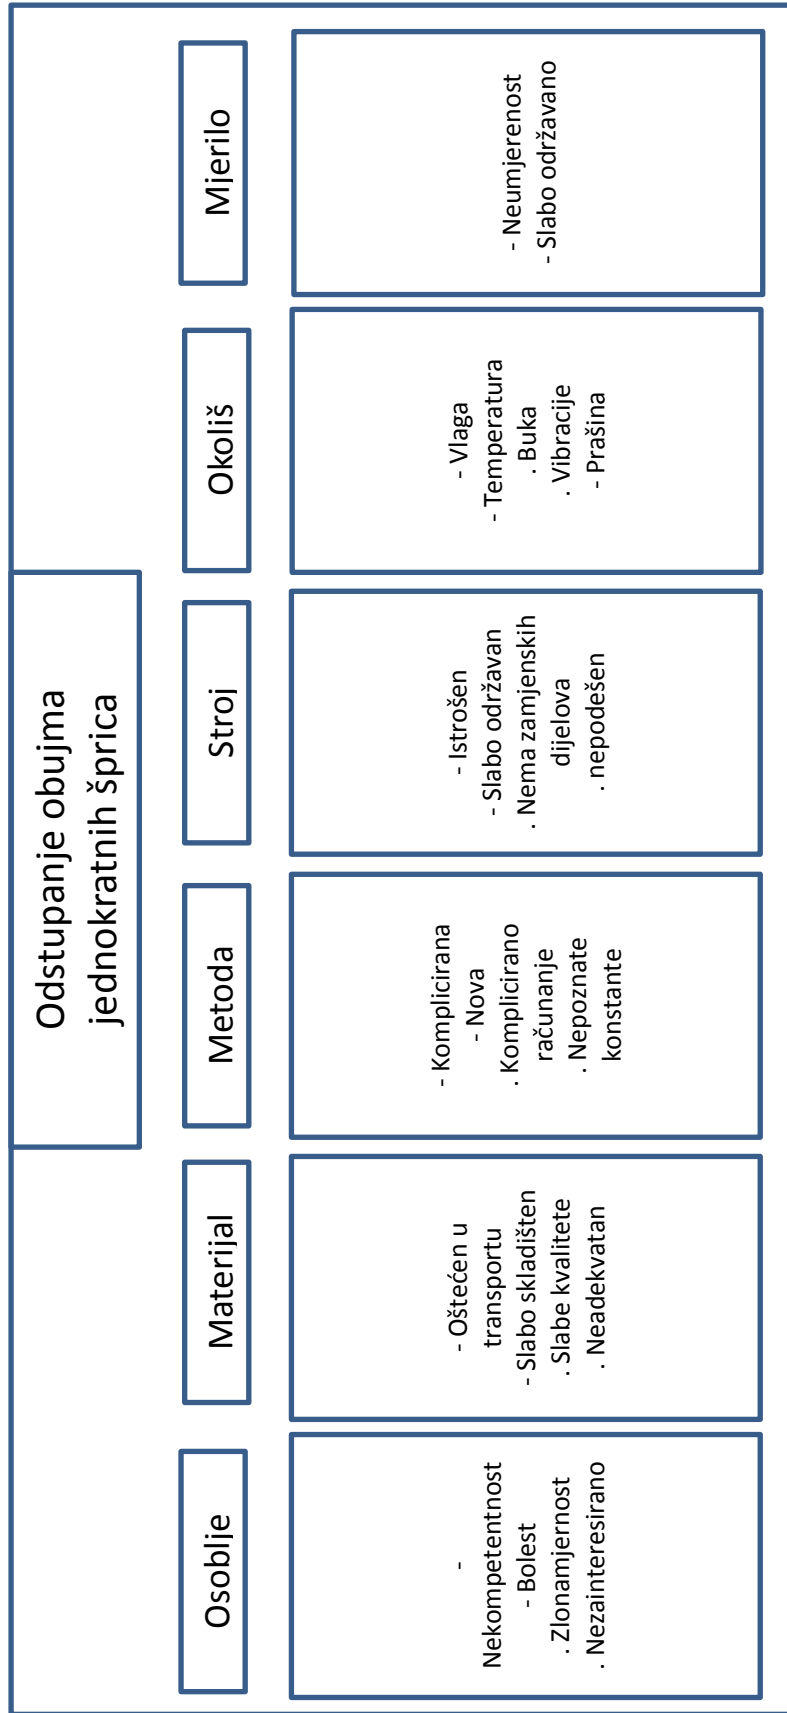 Odstupanje obujma
jednokratnih šprica
Osoblje
-
Nekompetentnost
- Bolest
. Zlonamjernost
. Nezainteresirano
Materijal
- Oštećen u
transportu
- Slabo skladišten
. Slabe kvalitete
. Neadekvatan
Metoda
- Komplicirana
- Nova
. Komplicirano
računanje
. Nepoznate
konstante
Stroj
- Istrošen
- Slabo održavan
. Nema zamjenskih
dijelova
. nepodešen
Okoliš
- Vlaga
- Temperatura
. Buka
. Vibracije
- Prašina
Mjerilo
- Neumjerenost
- Slabo održavano